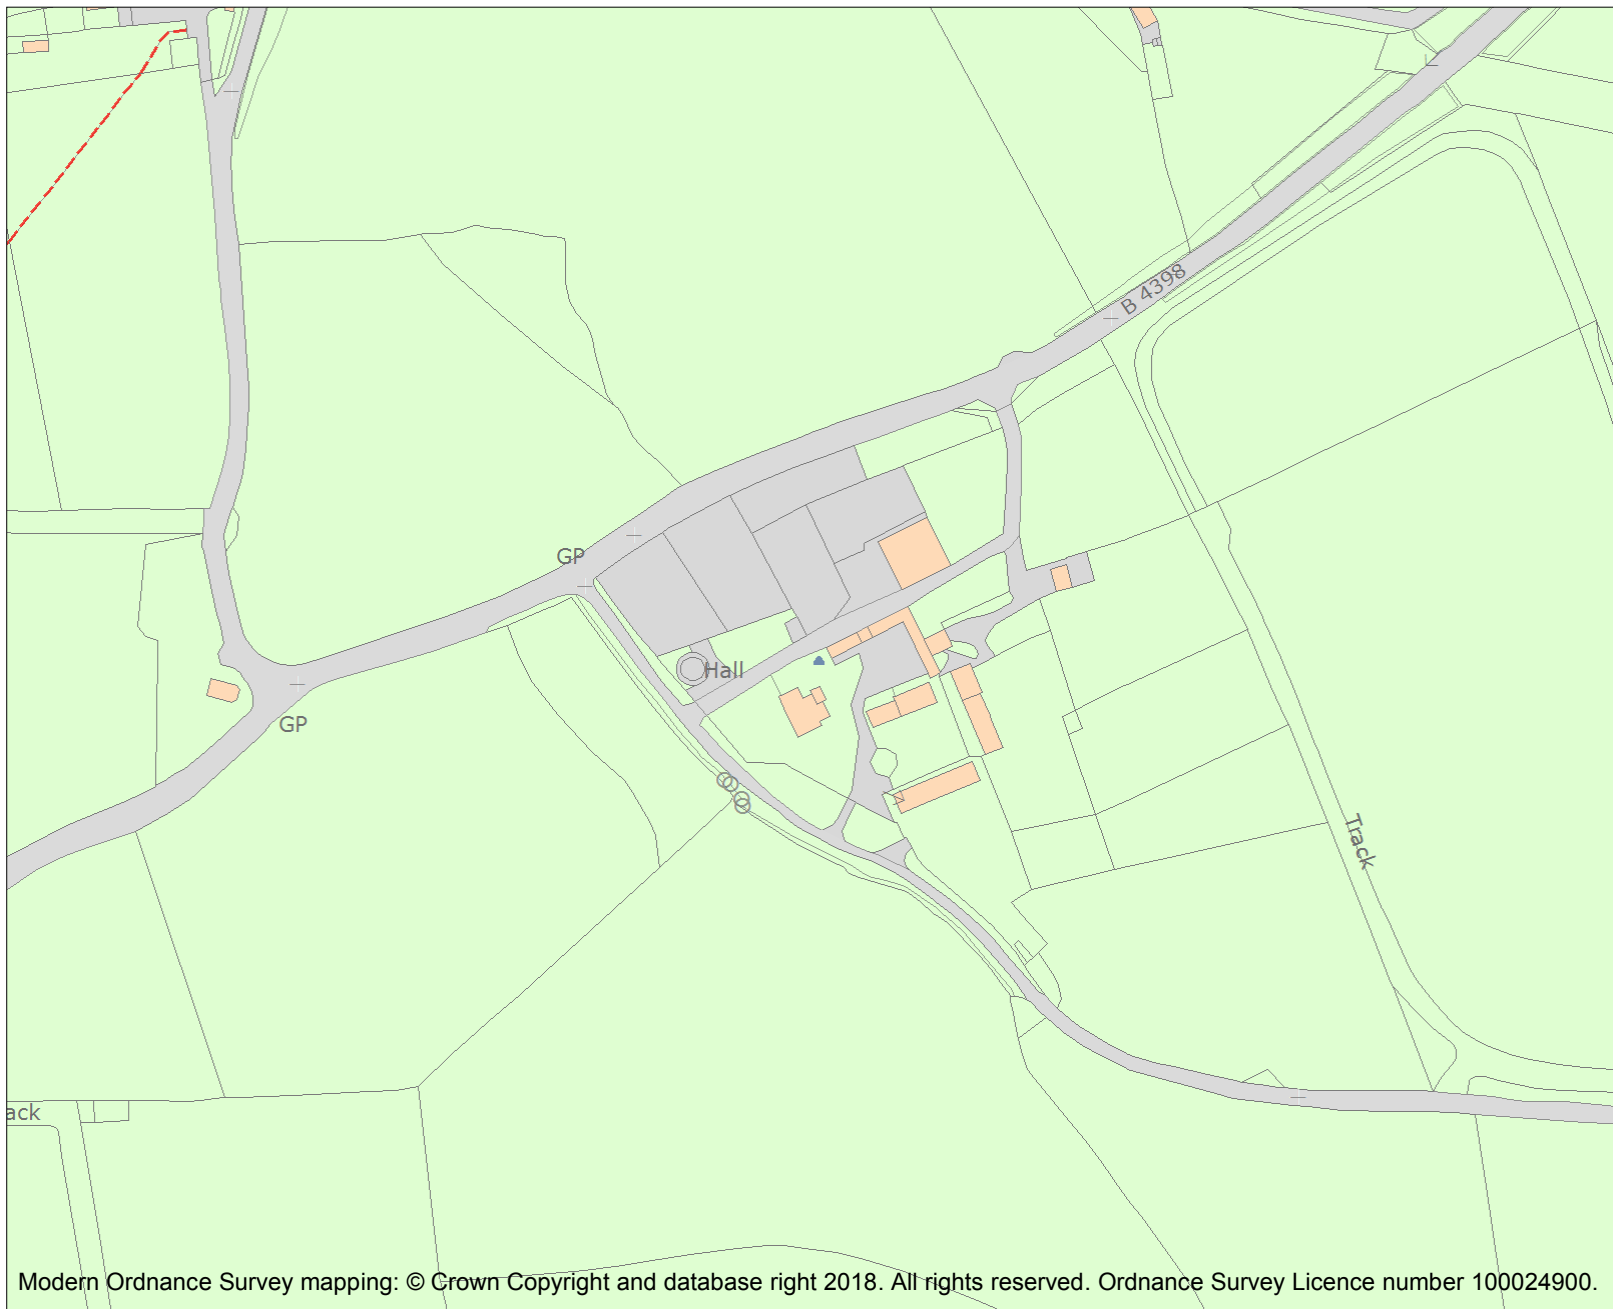 B 4398
GP
Hall
GP
Track
ack
Modern Ordnance Survey mapping: © Crown Copyright and database right 2018. All rights reserved. Ordnance Survey Licence number 100024900.